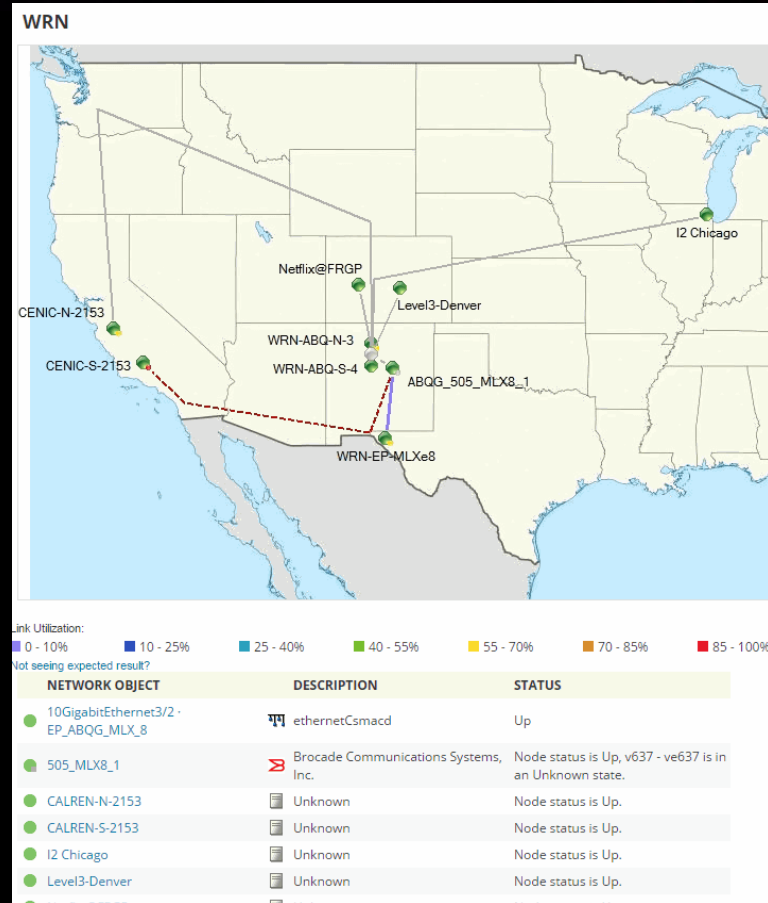 WRN
I2 Chicago
Netflix@FRGP
Level3-Denver
CENIC-N-2153
WRN-ABQ-N-3
CENIC-S-2153
WRN-ABQ-S-4
ABQG_505_MLX8_1
WRN-EP-MLXe8
Link Utilization:
0 - 10% 10 - 25% 25 - 40% 40 - 55% 55 - 70% 70 - 85% 85 - 100%
Not seeing expected result?
NETWORK OBJECT DESCRIPTION STATUS
10GigabitEthernet3/2 · ethernetCsmacd Up
EP_ABQG_MLX_8
505_MLX8_1 Brocade Communications Systems, Node status is Up, v637 - ve637 is in
Inc. an Unknown state.
CALREN-N-2153 Unknown Node status is Up.
CALREN-S-2153 Unknown Node status is Up.
I2 Chicago Unknown Node status is Up.
Level3-Denver Unknown Node status is Up.